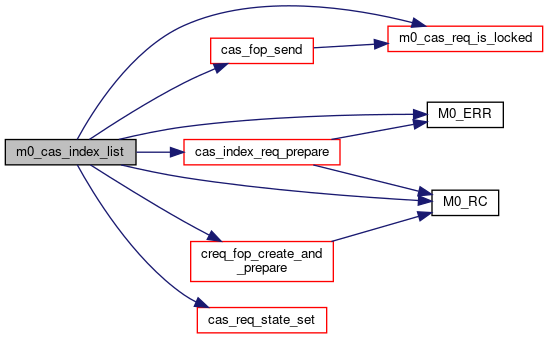 m0_cas_req_is_locked
cas_fop_send
M0_ERR
m0_cas_index_list
cas_index_req_prepare
M0_RC
creq_fop_create_and
_prepare
cas_req_state_set